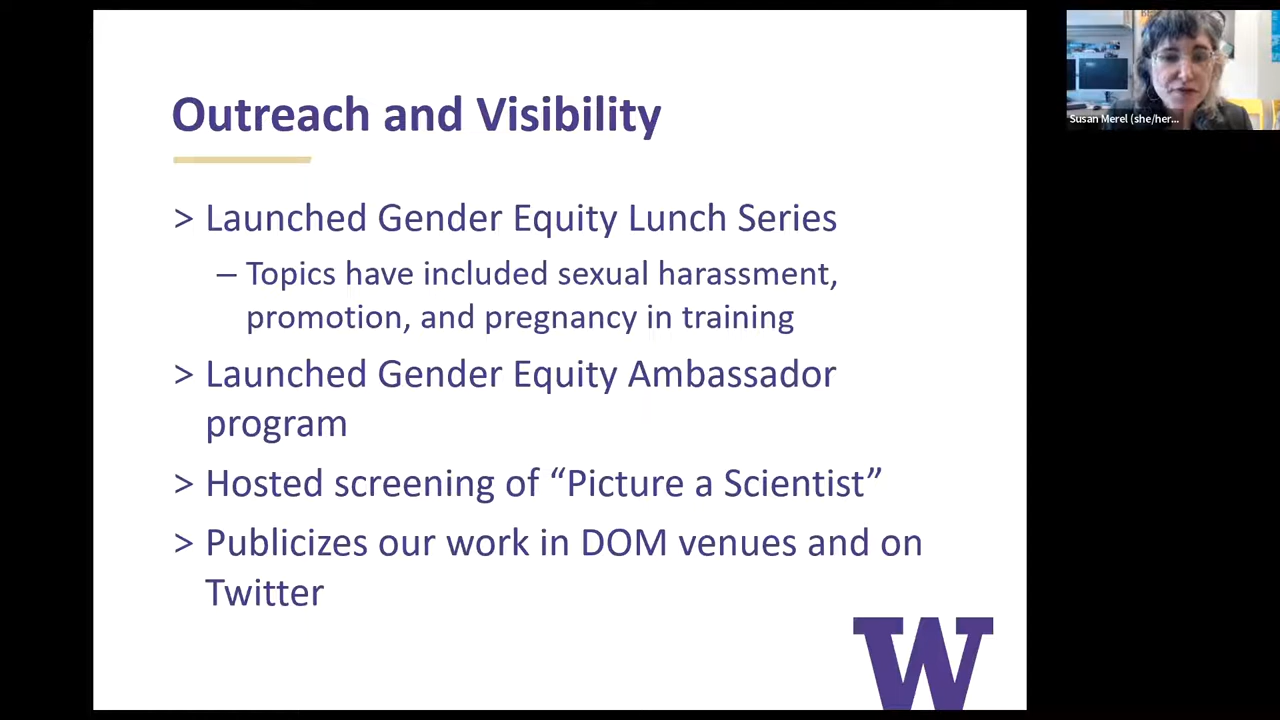 Outreach and Visibility
> Launched Gender Equity Lunch Series
– Topics have included sexual harassment,
promotion, and pregnancy in training
> Launched Gender Equity Ambassador
program
> Hosted screening of “Picture a Scientist”
> Publicizes our work in DOM venues and on
Twitter
W
Susan Merel (she/her...